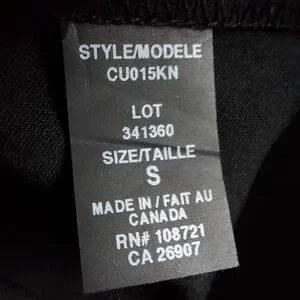 STYLE/MODELE
CU015KN
LOT
341360
SIZE/TAILLE
S
MADE IN / FAIT AU
CANADA
RN# 108721
CA 26907